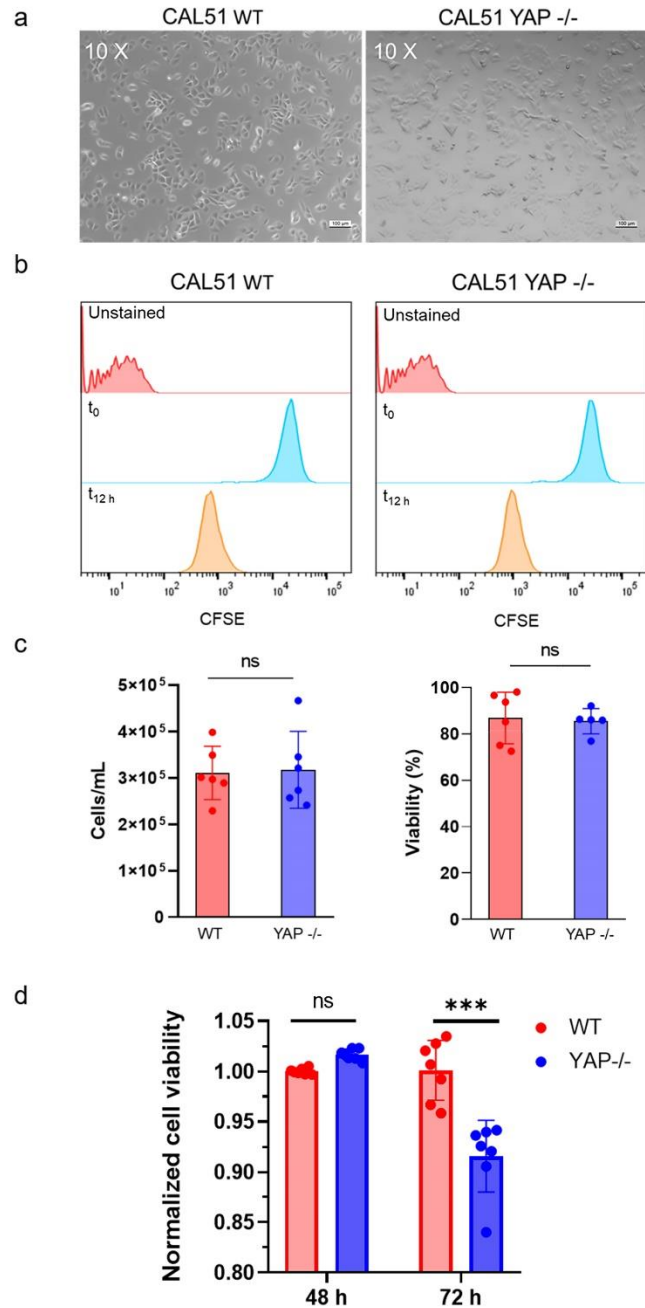 a
CAL51 WT
CAL51 YAP -/-
10 X
10 X
100 µm
100 µm
b
CAL51 WT
CAL51 YAP -/-
Unstained
Unstained
t0
t0
t12 h
t12 h
10^1 10^2 10^3 10^4 10^5
10^1 10^2 10^3 10^4 10^5
CFSE
CFSE
c
ns
ns
Cells/mL
5×10^5
4×10^5
3×10^5
2×10^5
1×10^5
0
WT
YAP -/-
Viability (%)
100
80
60
40
20
0
WT
YAP -/-
d
ns
***
WT
YAP-/-
Normalized cell viability
1.05
1.00
0.95
0.90
0.85
0.80
48 h
72 h